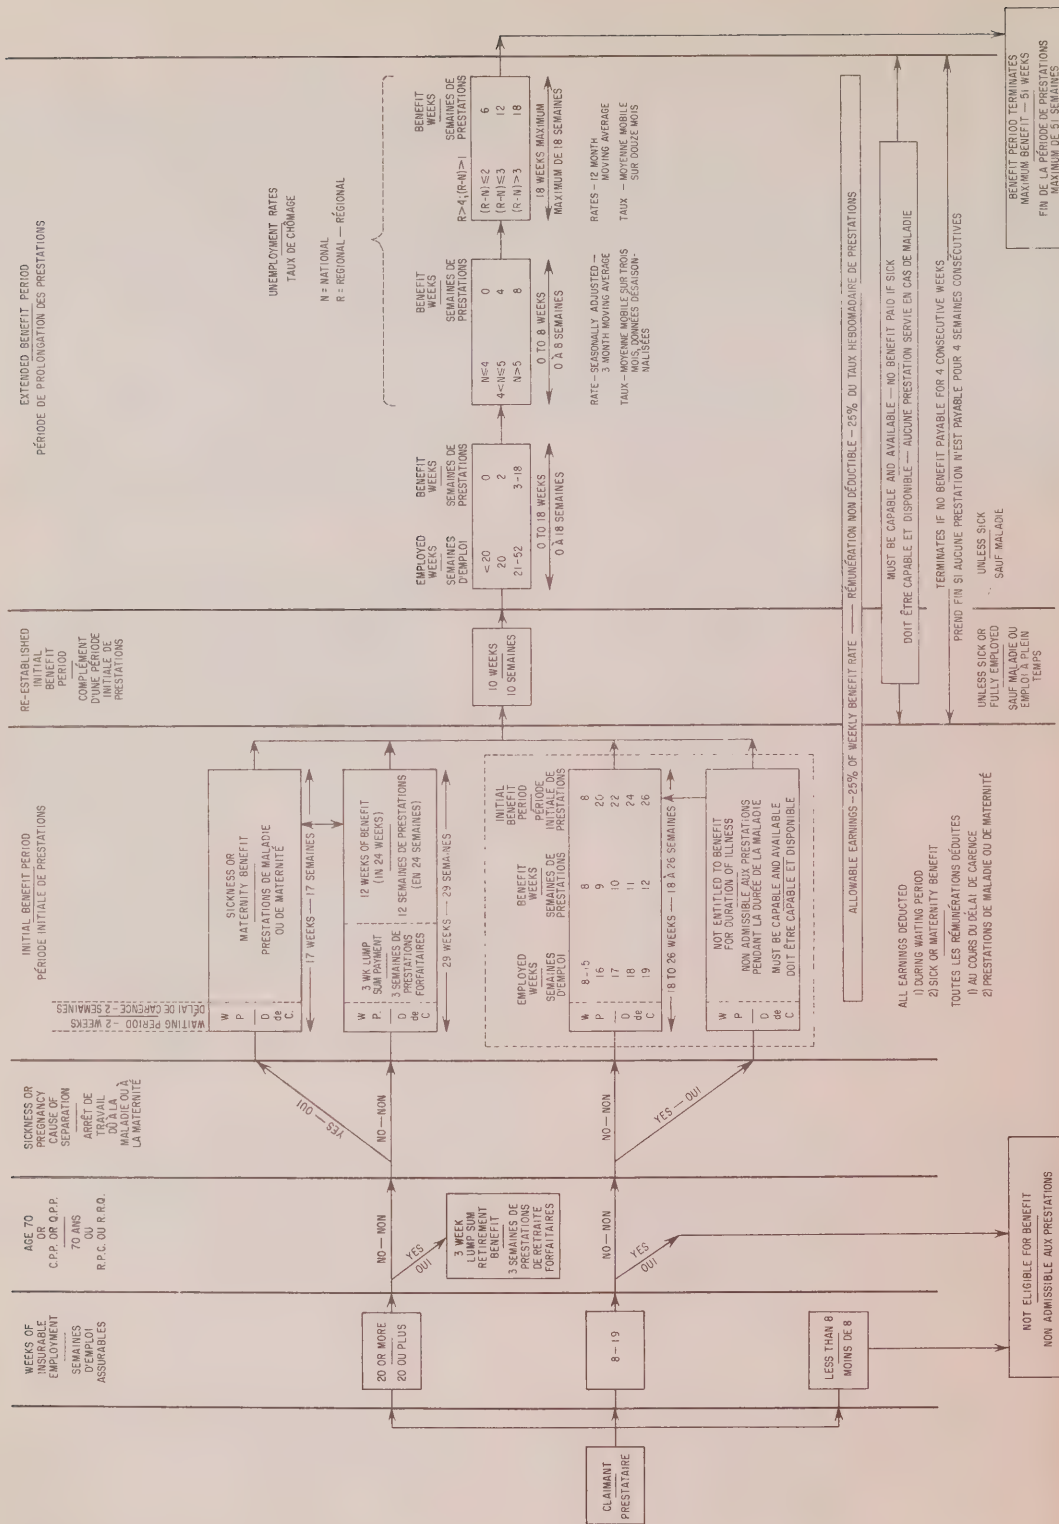 WEEKS OF
INSURABLE
EMPLOYMENT
SEMAINES
D'EMPLOI
ASSURABLES
AGE 70
OR
C.P.P. OR Q.P.P.
70 ANS
OU
R.P.C. OU R.R.Q.
SICKNESS OR
PREGNANCY
CAUSE OF
SEPARATION
ARRÊT DE
TRAVAIL
DÛ À LA
MALADIE OU À
LA MATERNITÉ
INITIAL BENEFIT PERIOD
PÉRIODE INITIALE DE PRESTATIONS
RE-ESTABLISHED
INITIAL
BENEFIT
PERIOD
COMPLÉMENT
D'UNE PÉRIODE
INITIALE DE
PRESTATIONS
EXTENDED BENEFIT PERIOD
PÉRIODE DE PROLONGATION DES PRESTATIONS
WAITING PERIOD - 2 WEEKS
DÉLAI DE CARENCE - 2 SEMAINES
CLAIMANT
PRESTATAIRE
20 OR MORE
20 OU PLUS
8-19
LESS THAN 8
MOINS DE 8
NO — NON
YES
OUI
3 WEEK
LUMP SUM
RETIREMENT
BENEFIT
3 SEMAINES DE
PRESTATIONS
DE RETRAITE
FORFAITAIRES
NO — NON
YES
OUI
NOT ELIGIBLE FOR BENEFIT
NON ADMISSIBLE AUX PRESTATIONS
YES — OUI
NO — NON
NO — NON
YES — OUI
W
P
D
de
C.
SICKNESS OR
MATERNITY BENEFIT
PRESTATIONS DE MALADIE
OU DE MATERNITÉ
17 WEEKS — 17 SEMAINES
W
P.
D
de
C.
3 WK LUMP
SUM PAYMENT
3 SEMAINES DE
PRESTATIONS
FORFAITAIRES
12 WEEKS OF BENEFIT
(IN 24 WEEKS)
12 SEMAINES DE PRESTATIONS
(EN 24 SEMAINES)
29 WEEKS — 29 SEMAINES
EMPLOYED
WEEKS
SEMAINES
D'EMPLOI
BENEFIT
WEEKS
SEMAINES DE
PRESTATIONS
INITIAL
BENEFIT
PERIOD
PÉRIODE
INITIALE DE
PRESTATIONS
W
P
D
de
C
8-15 8 8
16 9 20
17 10 22
18 11 24
19 12 26
18 TO 26 WEEKS — 18 À 26 SEMAINES
W
P
D
de
C
NOT ENTITLED TO BENEFIT
FOR DURATION OF ILLNESS
NON ADMISSIBLE AUX PRESTATIONS
PENDANT LA DURÉE DE LA MALADIE
MUST BE CAPABLE AND AVAILABLE
DOIT ÊTRE CAPABLE ET DISPONIBLE
10 WEEKS
10 SEMAINES
EMPLOYED
WEEKS
SEMAINES
D'EMPLOI
BENEFIT
WEEKS
SEMAINES DE
PRESTATIONS
<20 0
20 2
21-52 3-18
0 TO 18 WEEKS
0 À 18 SEMAINES
UNEMPLOYMENT RATES
TAUX DE CHÔMAGE
N = NATIONAL
R = REGIONAL — RÉGIONAL
BENEFIT
WEEKS
SEMAINES DE
PRESTATIONS
N≤4 0
4<N≤5 4
N>5 8
0 TO 8 WEEKS
0 À 8 SEMAINES
RATE — SEASONALLY ADJUSTED —
3 MONTH MOVING AVERAGE
TAUX — MOYENNE MOBILE SUR TROIS
MOIS, DONNÉES DÉSAISON-
NALISÉES
BENEFIT
WEEKS
SEMAINES DE
PRESTATIONS
R>4;(R-N)>1
(R-N)≤2 6
(R-N)≤3 12
(R-N)>3 18
18 WEEKS MAXIMUM
MAXIMUM DE 18 SEMAINES
RATES — 12 MONTH
MOVING AVERAGE
TAUX — MOYENNE MOBILE
SUR DOUZE MOIS
ALLOWABLE EARNINGS — 25% OF WEEKLY BENEFIT RATE — RÉMUNÉRATION NON DÉDUCTIBLE — 25% DU TAUX HEBDOMADAIRE DE PRESTATIONS
ALL EARNINGS DEDUCTED
1) DURING WAITING PERIOD
2) SICK OR MATERNITY BENEFIT
TOUTES LES RÉMUNÉRATIONS DÉDUITES
1) AU COURS DU DÉLAI DE CARENCE
2) PRESTATIONS DE MALADIE OU DE MATERNITÉ
MUST BE CAPABLE AND AVAILABLE — NO BENEFIT PAID IF SICK
DOIT ÊTRE CAPABLE ET DISPONIBLE — AUCUNE PRESTATION SERVIE EN CAS DE MALADIE
TERMINATES IF NO BENEFIT PAYABLE FOR 4 CONSECUTIVE WEEKS
PREND FIN SI AUCUNE PRESTATION N'EST PAYABLE POUR 4 SEMAINES CONSECUTIVES
UNLESS SICK OR
FULLY EMPLOYED
SAUF MALADIE OU
EMPLOI À PLEIN
TEMPS
UNLESS SICK
SAUF MALADIE
BENEFIT PERIOD TERMINATES
MAXIMUM BENEFIT — 51 WEEKS
FIN DE LA PÉRIODE DE PRESTATIONS
MAXIMUM DE 51 SEMAINES